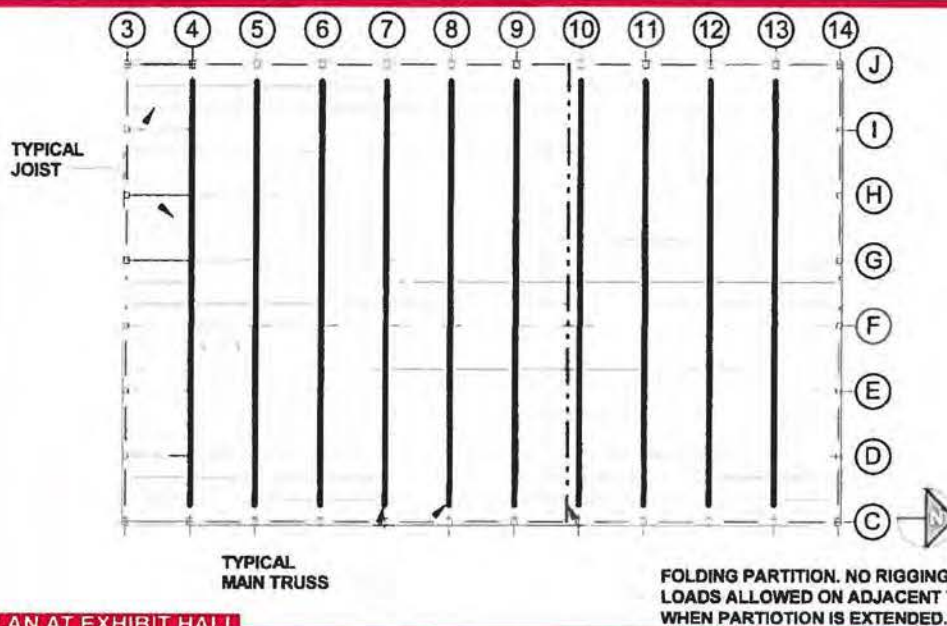 3 4 5 6 7 8 9 10 11 12 13 14
J
I
TYPICAL
JOIST
H
G
F
E
D
C
TYPICAL
MAIN TRUSS
FOLDING PARTITION. NO RIGGING
LOADS ALLOWED ON ADJACENT
WHEN PARTIOTION IS EXTENDED.
AN AT EXHIBIT HALL